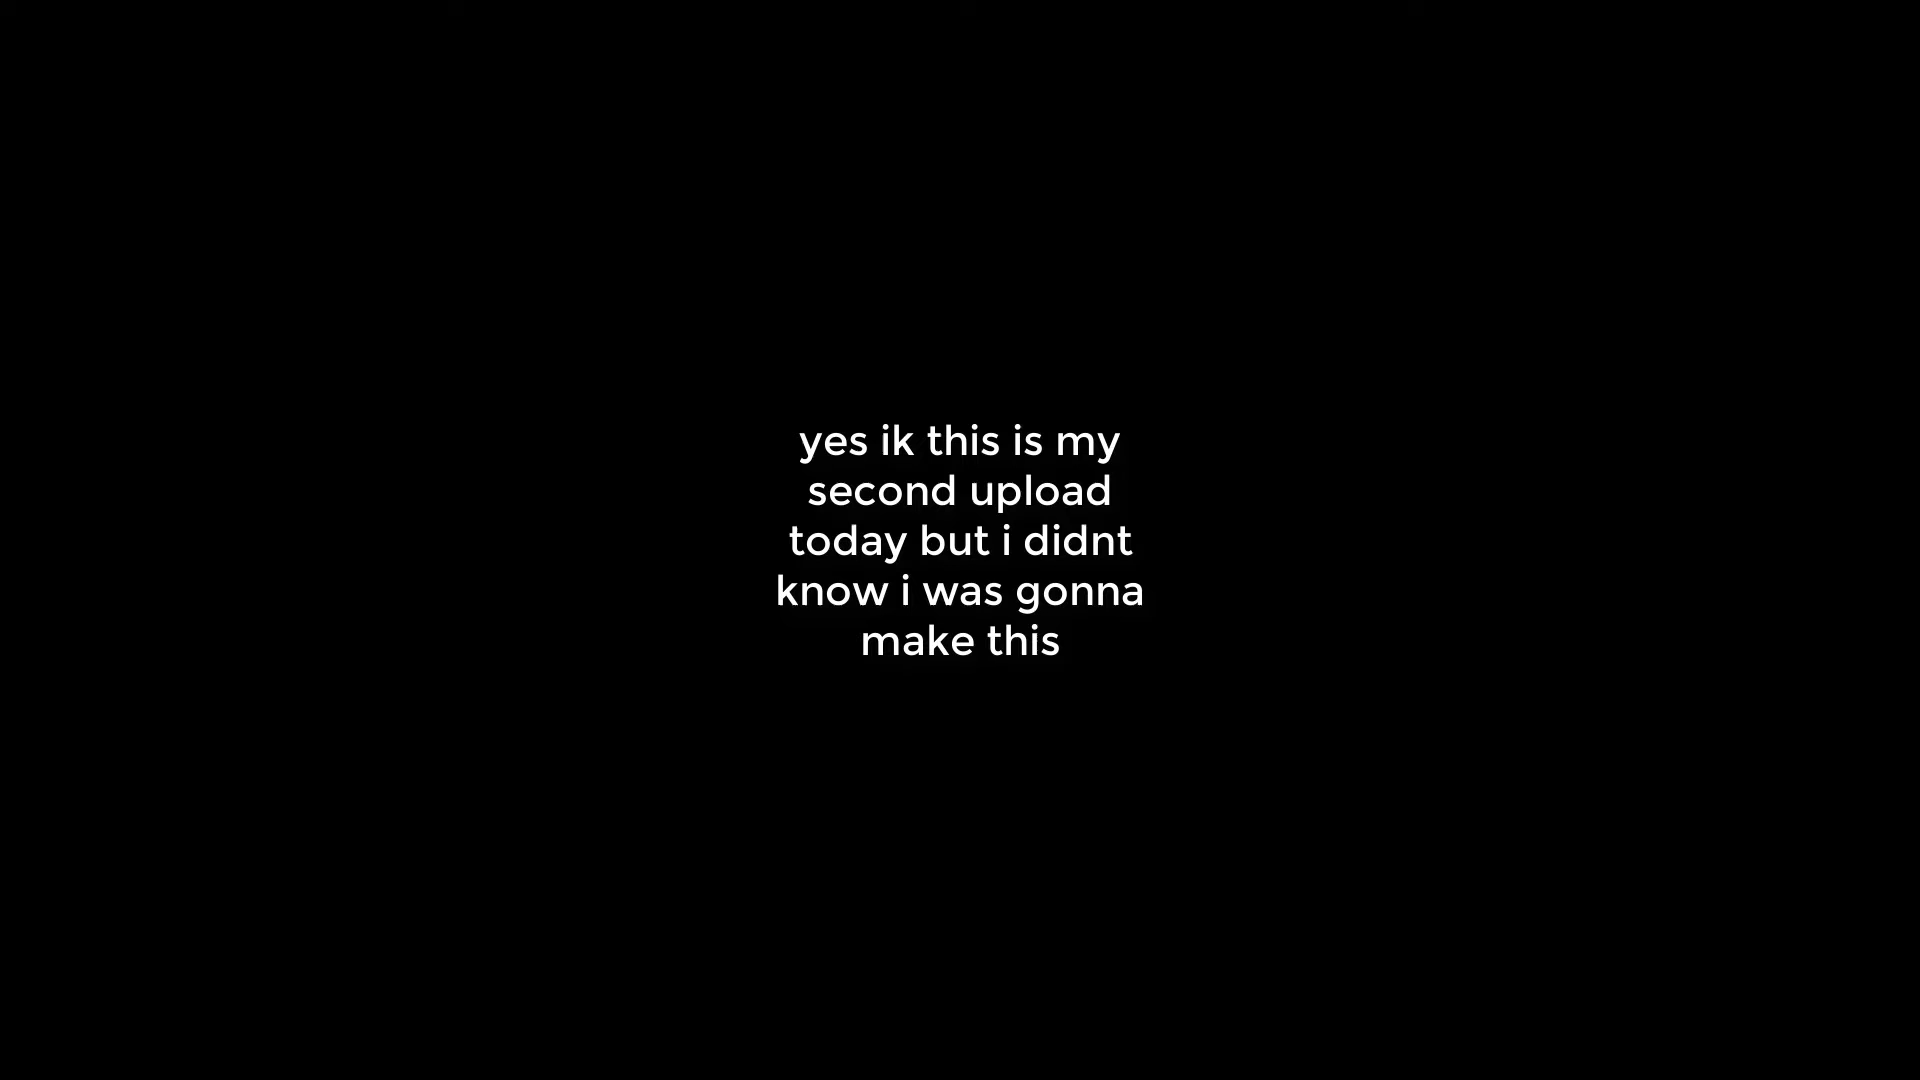 yes ik this is my
second upload
today but i didnt
know i was gonna
make this